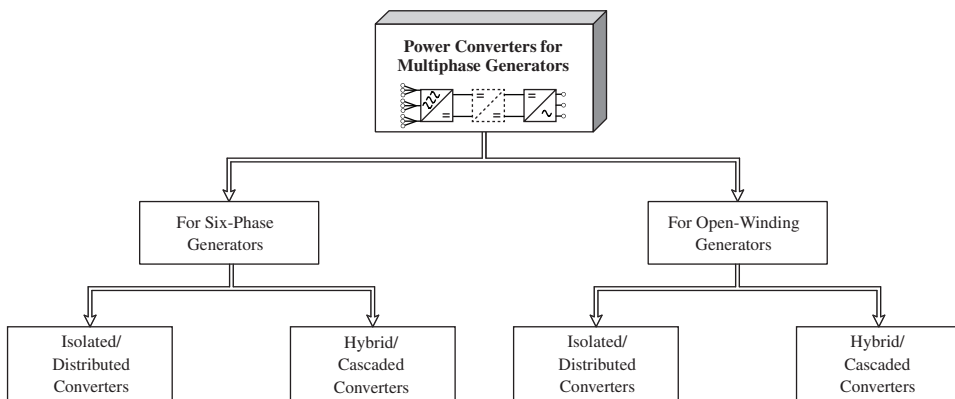 Power Converters for
Multiphase Generators
For Six-Phase
Generators
For Open-Winding
Generators
Isolated/
Distributed
Converters
Hybrid/
Cascaded
Converters
Isolated/
Distributed
Converters
Hybrid/
Cascaded
Converters